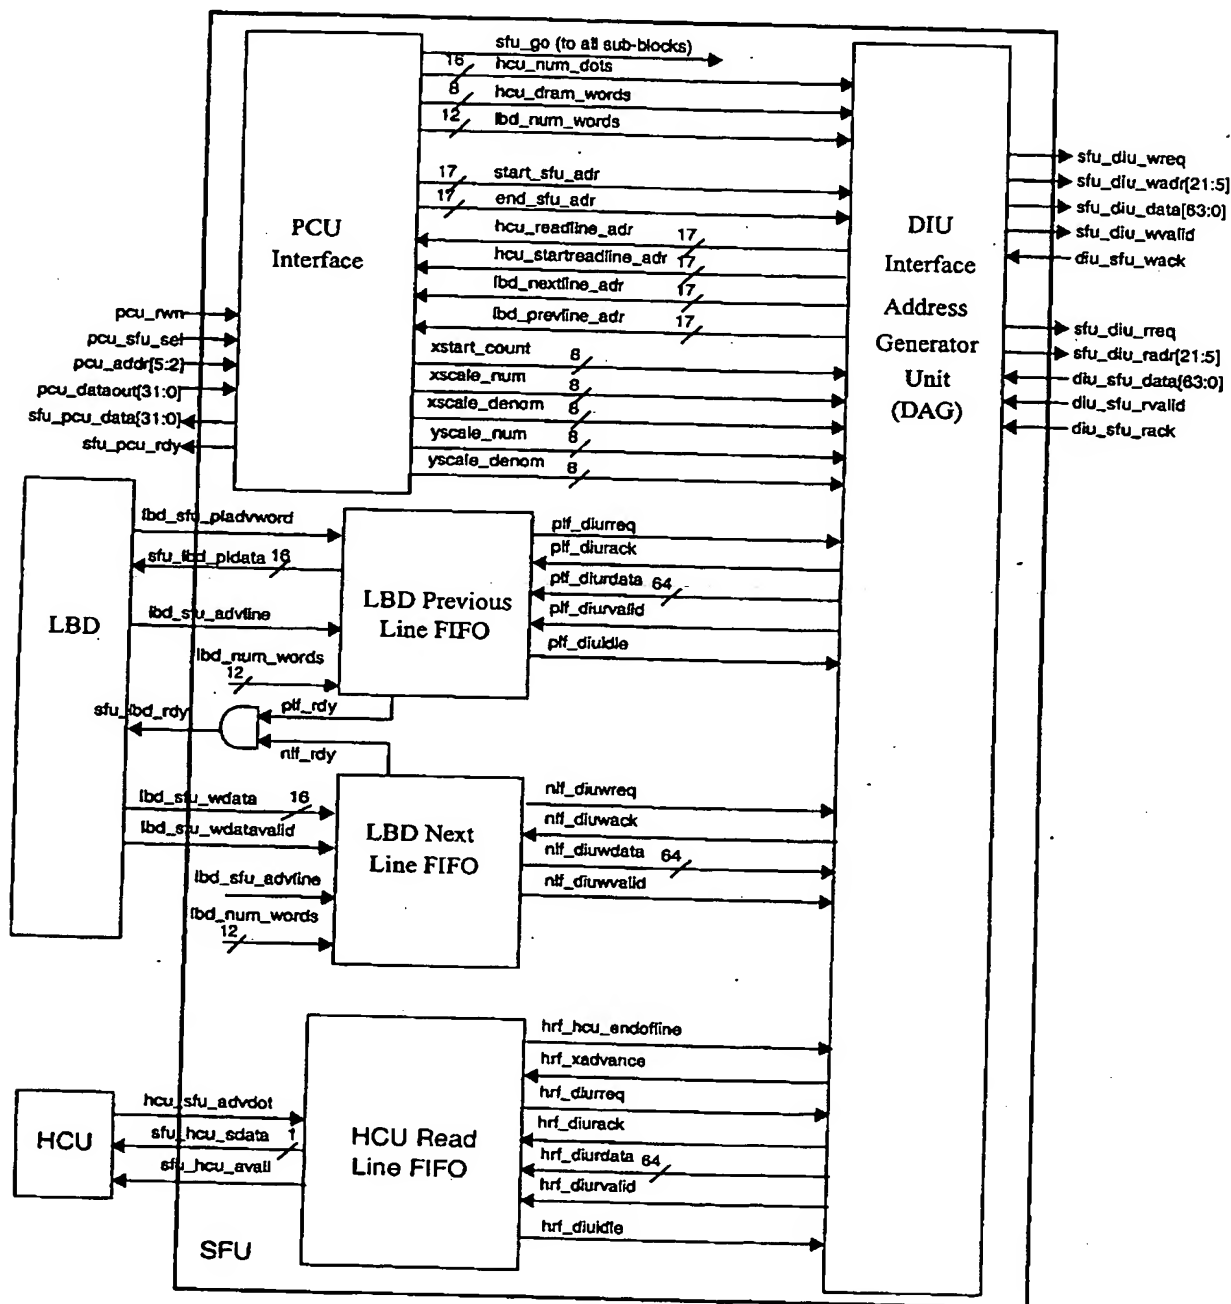 sfu_go (to all sub-blocks)
16 hcu_num_dots
8 hcu_dram_words
12 lbd_num_words
17 start_sfu_adr
17 end_sfu_adr
hcu_readline_adr 17
hcu_startreadline_adr 17
lbd_nextline_adr 17
lbd_prevline_adr 17
xstart_count 8
xscale_num 8
xscale_denom 8
yscale_num 8
yscale_denom 8
PCU
Interface
DIU
Interface
Address
Generator
Unit
(DAG)
sfu_diu_wreq
sfu_diu_wadr[21:5]
sfu_diu_data[63:0]
sfu_diu_wvalid
diu_sfu_wack
sfu_diu_rreq
sfu_diu_radr[21:5]
diu_sfu_data[63:0]
diu_sfu_rvalid
diu_sfu_rack
pcu_rwn
pcu_sfu_sel
pcu_addr[5:2]
pcu_dataout[31:0]
sfu_pcu_data[31:0]
sfu_pcu_rdy
LBD
lbd_sfu_pladvword
sfu_lbd_pldata 16
lbd_sfu_advline
lbd_num_words
12
LBD Previous
Line FIFO
plf_diurreq
plf_diurack
plf_diurdata 64
plf_diurvalid
plf_diuidle
sfu_lbd_rdy
plf_rdy
nlf_rdy
lbd_sfu_wdata 16
lbd_sfu_wdatavalid
lbd_sfu_advline
lbd_num_words
12
LBD Next
Line FIFO
nlf_diuwreq
nlf_diuwack
nlf_diuwdata 64
nlf_diuwvalid
HCU
hcu_sfu_advdot
sfu_hcu_sdata 1
sfu_hcu_avail
HCU Read
Line FIFO
hrf_hcu_endofline
hrf_xadvance
hrf_diurreq
hrf_diurack
hrf_diurdata 64
hrf_diurvalid
hrf_diuidle
SFU